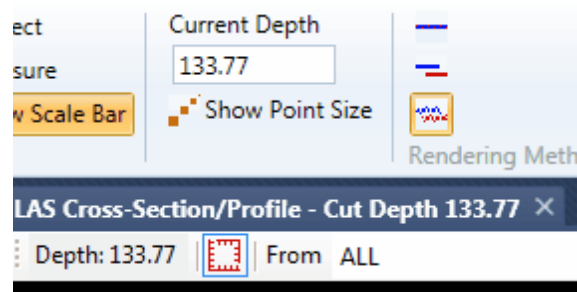 ect
Current Depth
sure
133.77
w Scale Bar
Show Point Size
Rendering Meth
LAS Cross-Section/Profile - Cut Depth 133.77
Depth: 133.77
From ALL